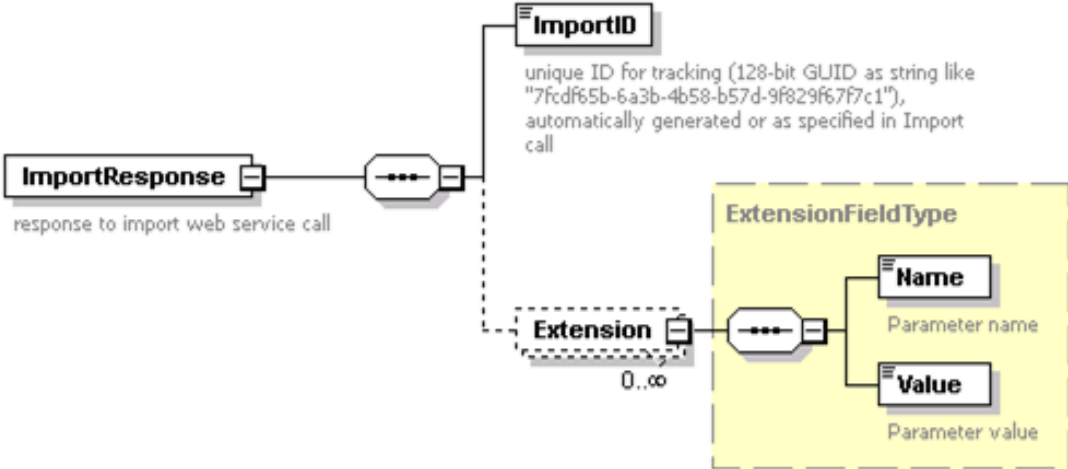 ImportID
unique ID for tracking (128-bit GUID as string like
"7fcdf65b-6a3b-4b58-b57d-9f829f67f7c1"),
automatically generated or as specified in Import
call
ImportResponse
response to import web service call
ExtensionFieldType
Name
Parameter name
Extension
0..∞
Value
Parameter value